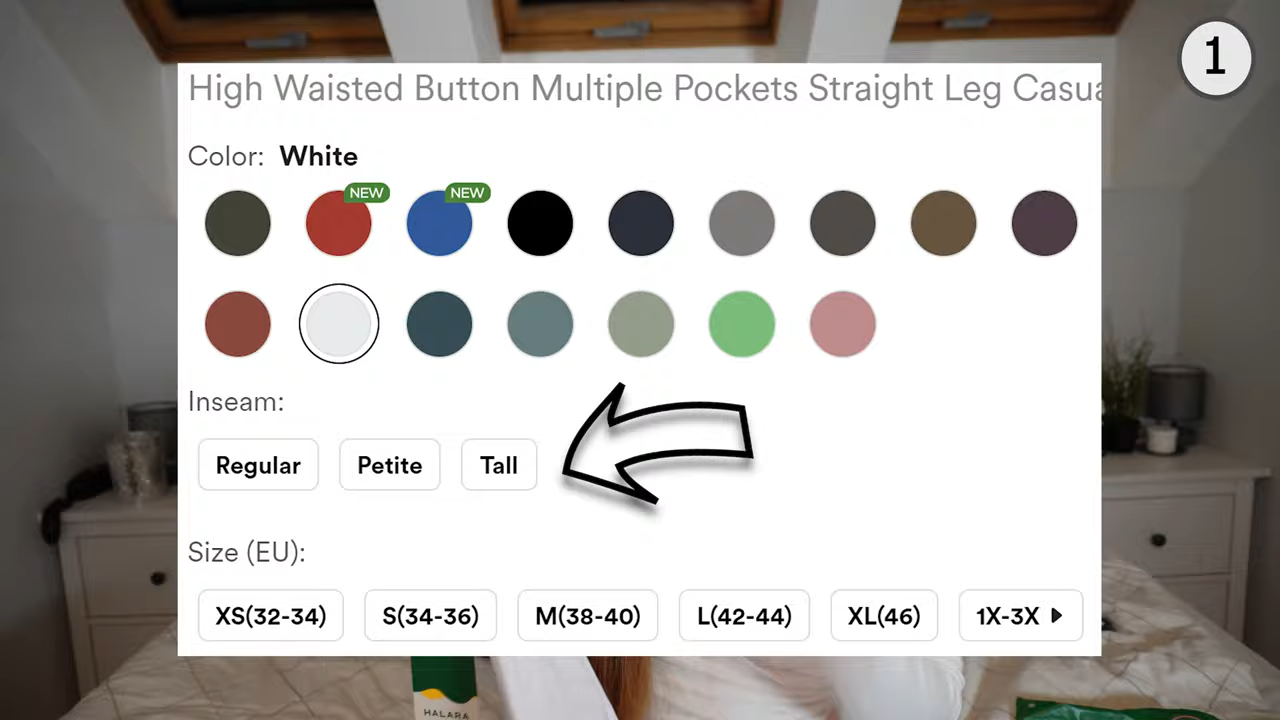 1
High Waisted Button Multiple Pockets Straight Leg Casua
Color: White
NEW NEW
Inseam:
Regular Petite Tall
Size (EU):
XS(32-34) S(34-36) M(38-40) L(42-44) XL(46) 1X-3X
HALARA